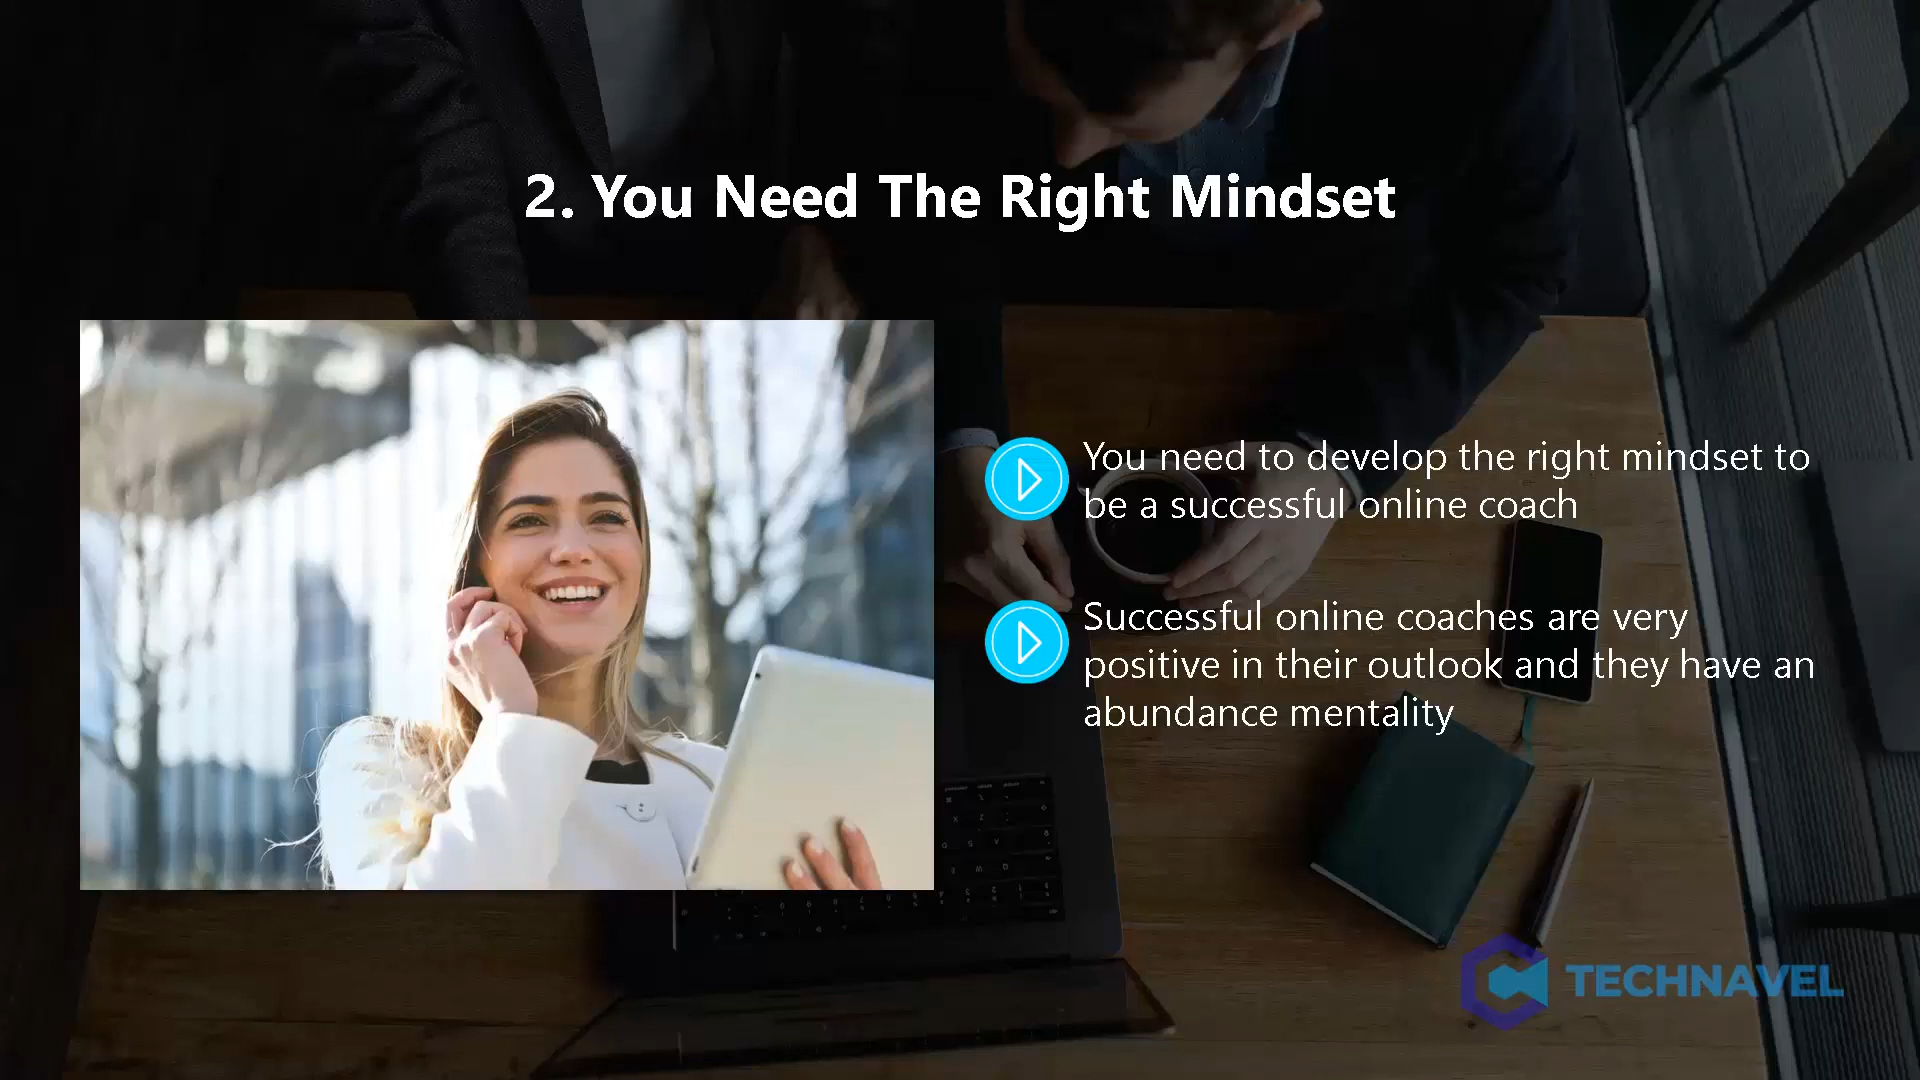 2. You Need The Right Mindset
You need to develop the right mindset to
be a successful online coach
Successful online coaches are very
positive in their outlook and they have an
abundance mentality
TECHNAVEL